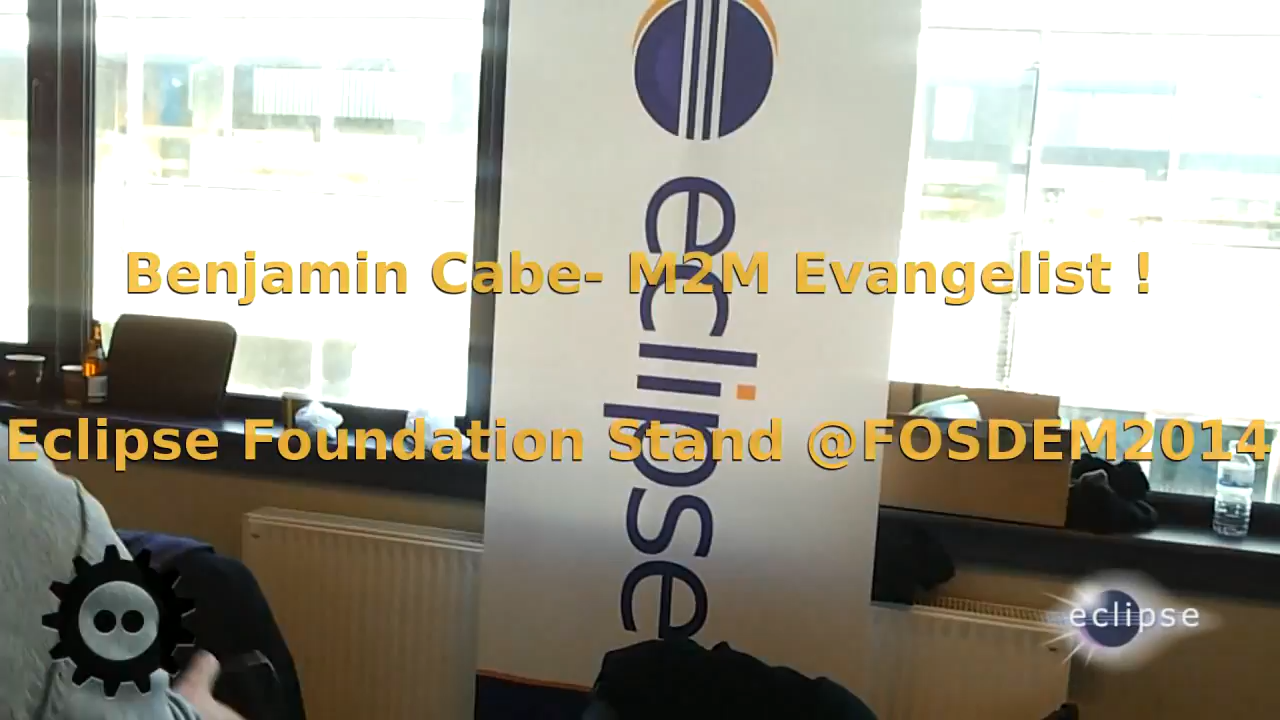 eclipse
Benjamin Cabe- M2M Evangelist !
Eclipse Foundation Stand @FOSDEM2014
eclipse